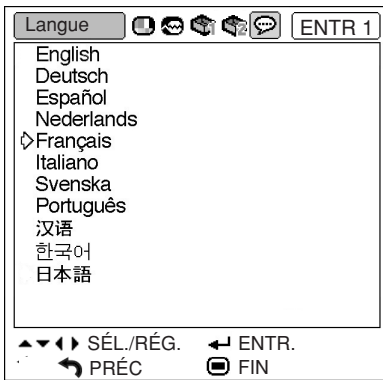 Langue ENTR 1
English
Deutsch
Español
Nederlands
Français
Italiano
Svenska
Português
汉语
한국어
日本語
SÉL./RÉG. ENTR.
PRÉC FIN